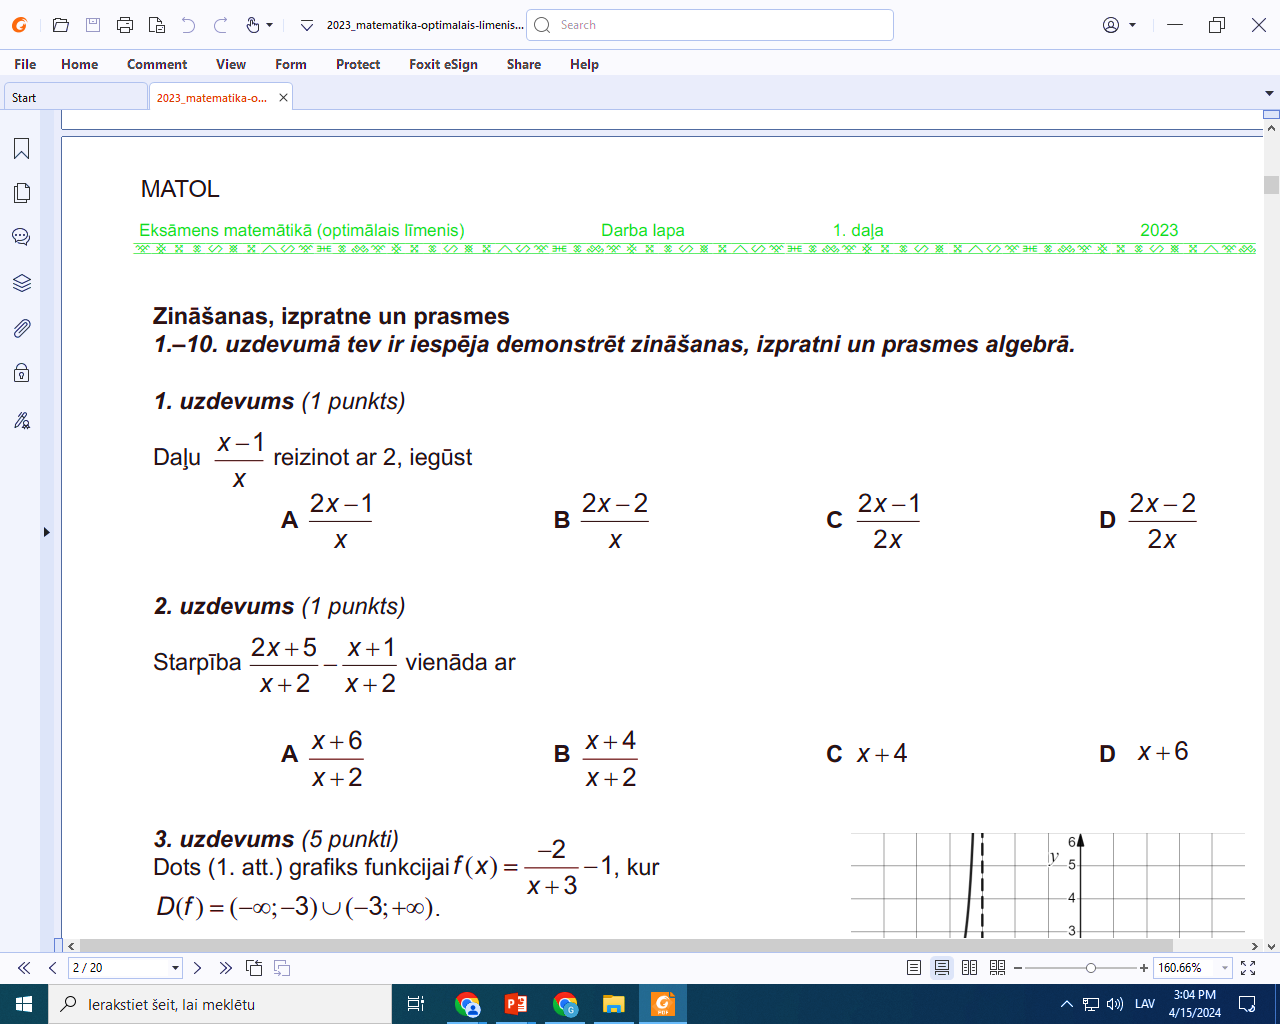 2023_matematika-optimalais-limenis...
Search
File Home Comment View Form Protect Foxit eSign Share Help
Start
2023_matematika-o...
MATOL
Eksāmens matemātikā (optimālais līmenis) Darba lapa 1. daļa 2023
Zināšanas, izpratne un prasmes
1.–10. uzdevumā tev ir iespēja demonstrēt zināšanas, izpratni un prasmes algebrā.
1. uzdevums (1 punkts)
Daļu (x−1)/x reizinot ar 2, iegūst
A (2x−1)/x B (2x−2)/x C (2x−1)/2x D (2x−2)/2x
2. uzdevums (1 punkts)
Starpība (2x+5)/(x+2) − (x+1)/(x+2) vienāda ar
A (x+6)/(x+2) B (x+4)/(x+2) C x+4 D x+6
3. uzdevums (5 punkti)
Dots (1. att.) grafiks funkcijai f(x) = −2/(x+3) −1, kur
D(f) = (−∞;−3)∪(−3;+∞).
6
y
5
4
3
2 / 20
160.66%
Ierakstiet šeit, lai meklētu
LAV
3:04 PM
4/15/2024